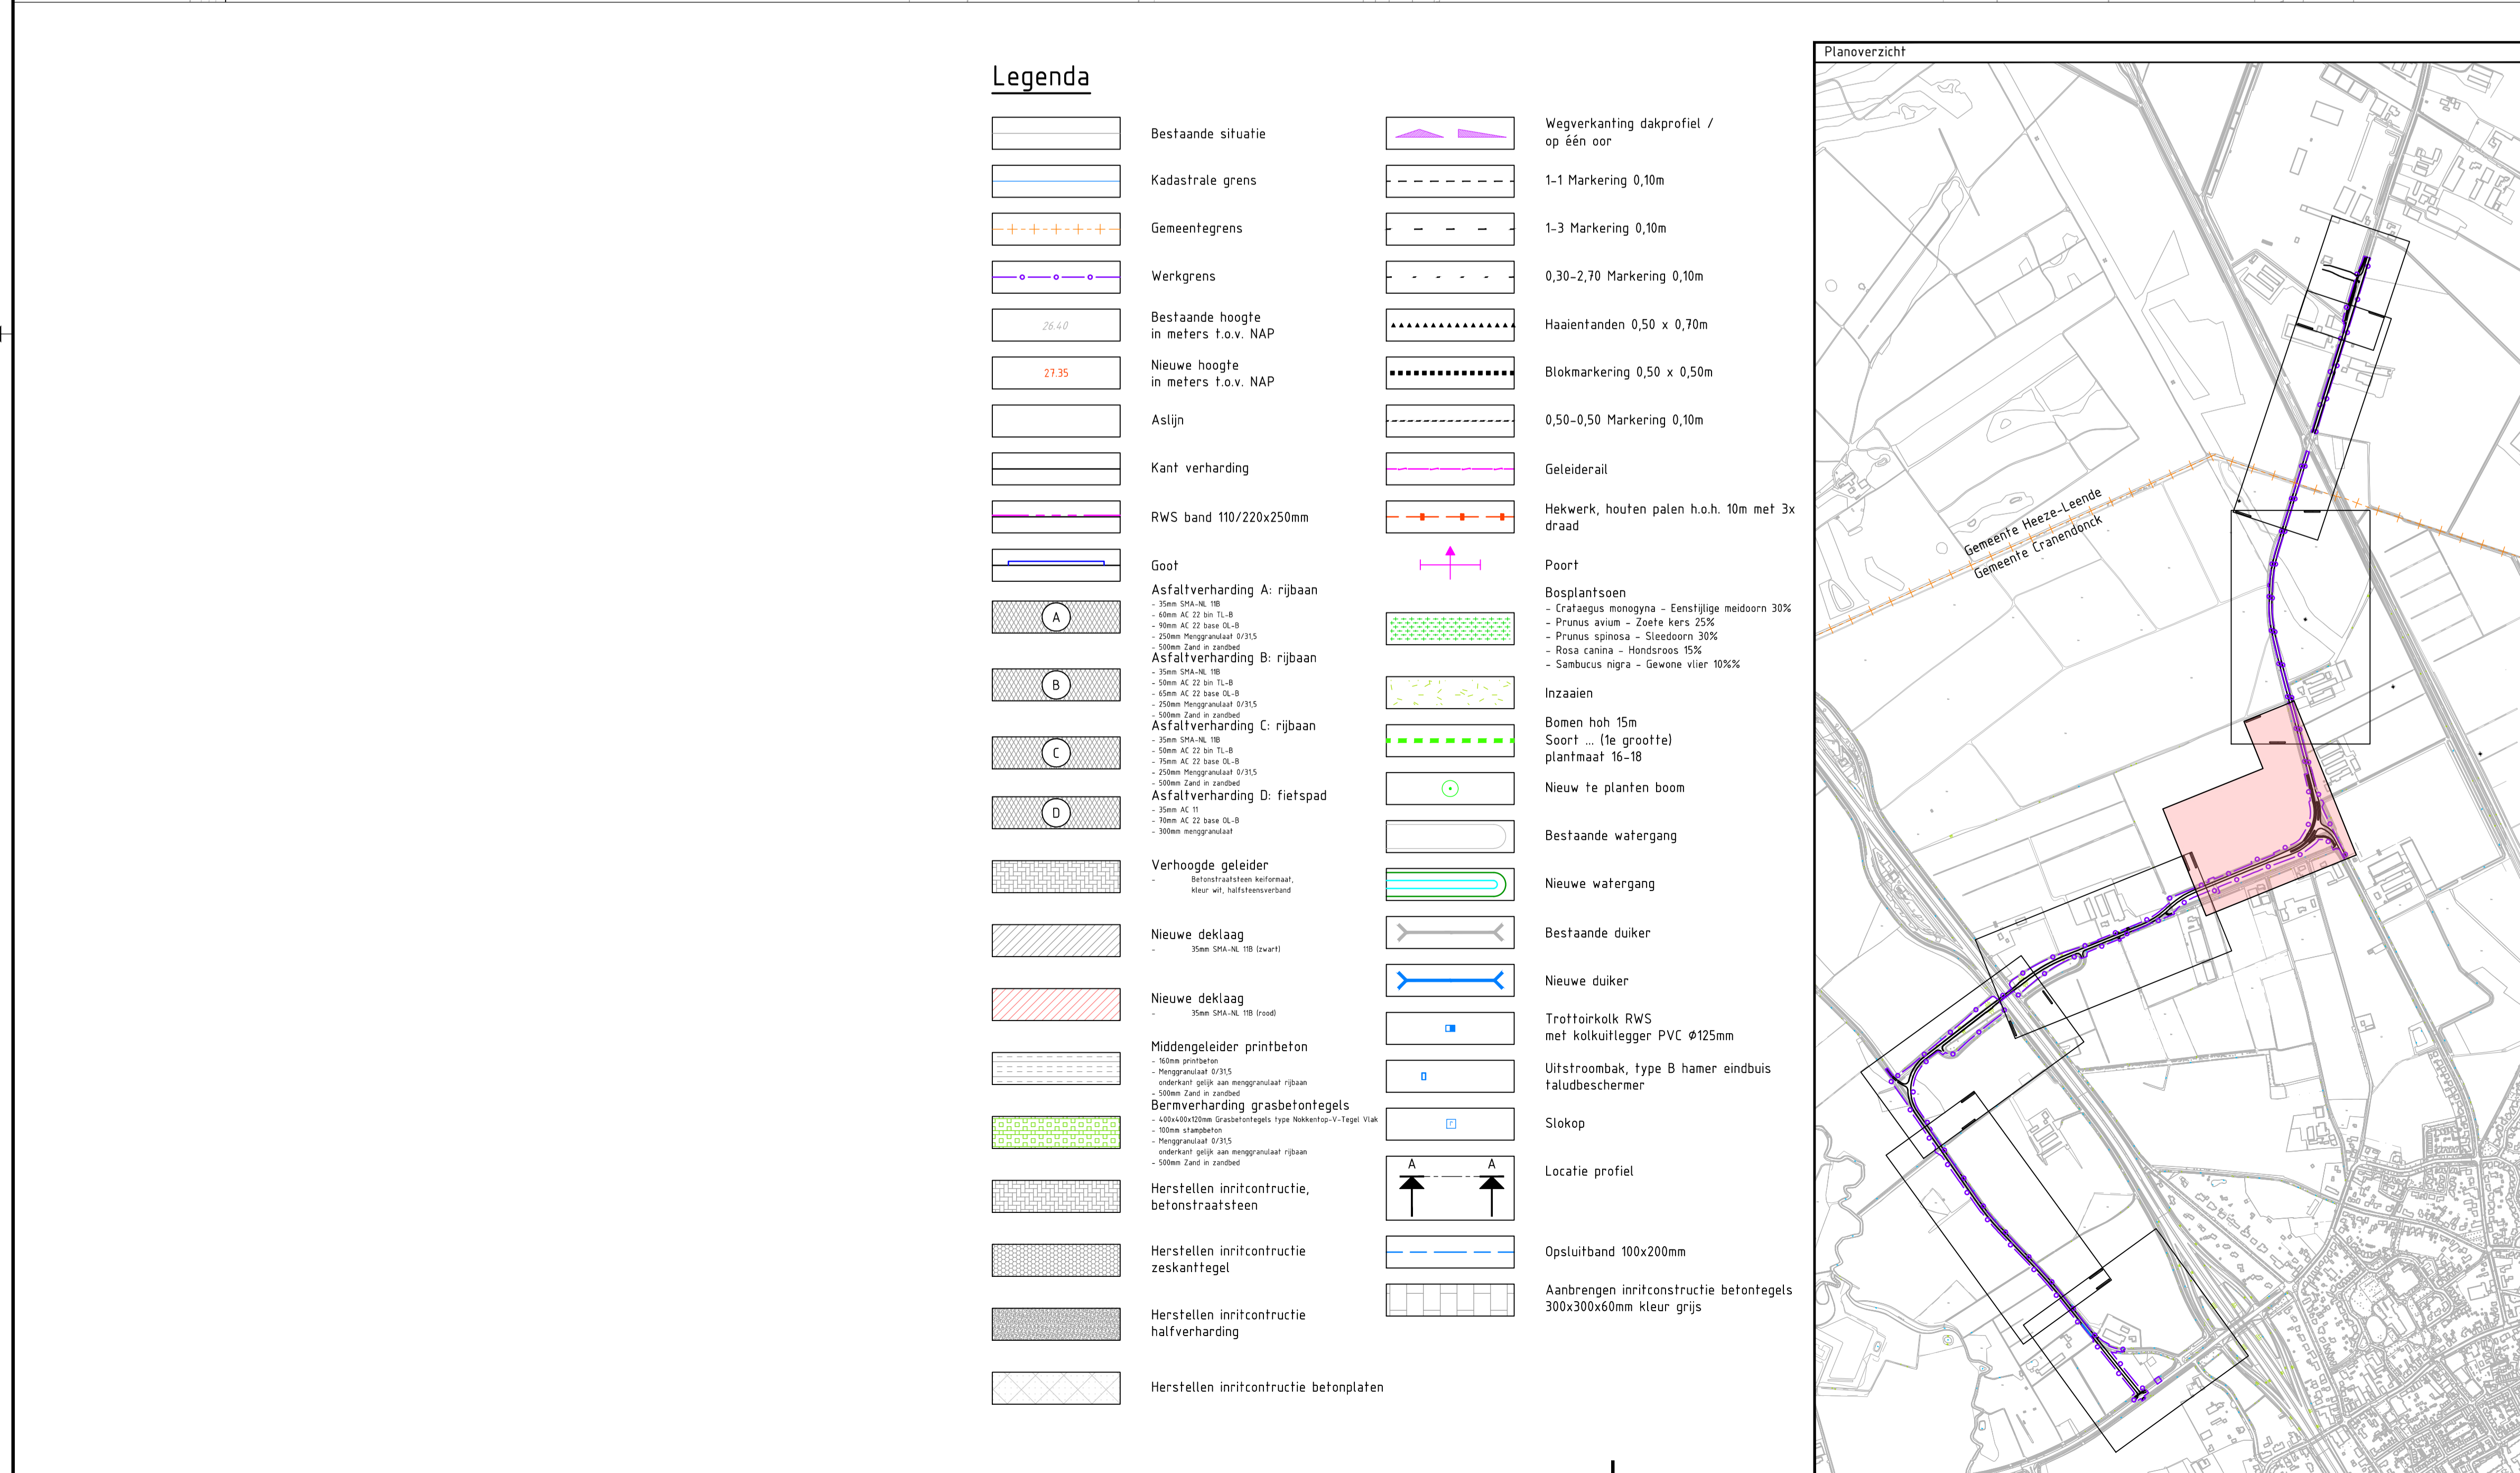 Legenda
Bestaande situatie
Kadastrale grens
Gemeentegrens
Werkgrens
26.40
Bestaande hoogte
in meters t.o.v. NAP
27.35
Nieuwe hoogte
in meters t.o.v. NAP
Aslijn
Kant verharding
RWS band 110/220x250mm
Goot
A
Asfaltverharding A: rijbaan
- 35mm SMA-NL 11B
- 60mm AC 22 bin TL-B
- 90mm AC 22 base OL-B
- 250mm Menggranulaat 0/31,5
- 500mm Zand in zandbed
B
Asfaltverharding B: rijbaan
- 35mm SMA-NL 11B
- 50mm AC 22 bin TL-B
- 65mm AC 22 base OL-B
- 250mm Menggranulaat 0/31,5
- 500mm Zand in zandbed
C
Asfaltverharding C: rijbaan
- 35mm SMA-NL 11B
- 50mm AC 22 bin TL-B
- 75mm AC 22 base OL-B
- 250mm Menggranulaat 0/31,5
- 500mm Zand in zandbed
D
Asfaltverharding D: fietspad
- 35mm AC 11
- 70mm AC 22 base OL-B
- 300mm menggranulaat
Verhoogde geleider
- Betonstraatsteen keiformaat,
kleur wit, halfsteensverband
Nieuwe deklaag
- 35mm SMA-NL 11B (zwart)
Nieuwe deklaag
- 35mm SMA-NL 11B (rood)
Middengeleider printbeton
- 160mm printbeton
- Menggranulaat 0/31,5
onderkant gelijk aan menggranulaat rijbaan
- 500mm Zand in zandbed
Bermverharding grasbetontegels
- 400x400x120mm Grasbetontegels type Nokkentop-V-Tegel Vlak
- 100mm stampbeton
- Menggranulaat 0/31,5
onderkant gelijk aan menggranulaat rijbaan
- 500mm Zand in zandbed
Herstellen inritcontructie,
betonstraatsteen
Herstellen inritcontructie
zeskanttegel
Herstellen inritcontructie
halfverharding
Herstellen inritcontructie betonplaten
Wegverkanting dakprofiel /
op één oor
1-1 Markering 0,10m
1-3 Markering 0,10m
0,30-2,70 Markering 0,10m
Haaientanden 0,50 x 0,70m
Blokmarkering 0,50 x 0,50m
0,50-0,50 Markering 0,10m
Geleiderail
Hekwerk, houten palen h.o.h. 10m met 3x
draad
Poort
Bosplantsoen
- Crataegus monogyna - Eenstijlige meidoorn 30%
- Prunus avium - Zoete kers 25%
- Prunus spinosa - Sleedoorn 30%
- Rosa canina - Hondsroos 15%
- Sambucus nigra - Gewone vlier 10%%
Inzaaien
Bomen hoh 15m
Soort ... (1e grootte)
plantmaat 16-18
Nieuw te planten boom
Bestaande watergang
Nieuwe watergang
Bestaande duiker
Nieuwe duiker
Trottoirkolk RWS
met kolkuitlegger PVC Ø125mm
Uitstroombak, type B hamer eindbuis
taludbeschermer
Slokop
A A
Locatie profiel
Opsluitband 100x200mm
Aanbrengen inritconstructie betontegels
300x300x60mm kleur grijs
Planoverzicht
Gemeente Heeze-Leende
Gemeente Cranendonck